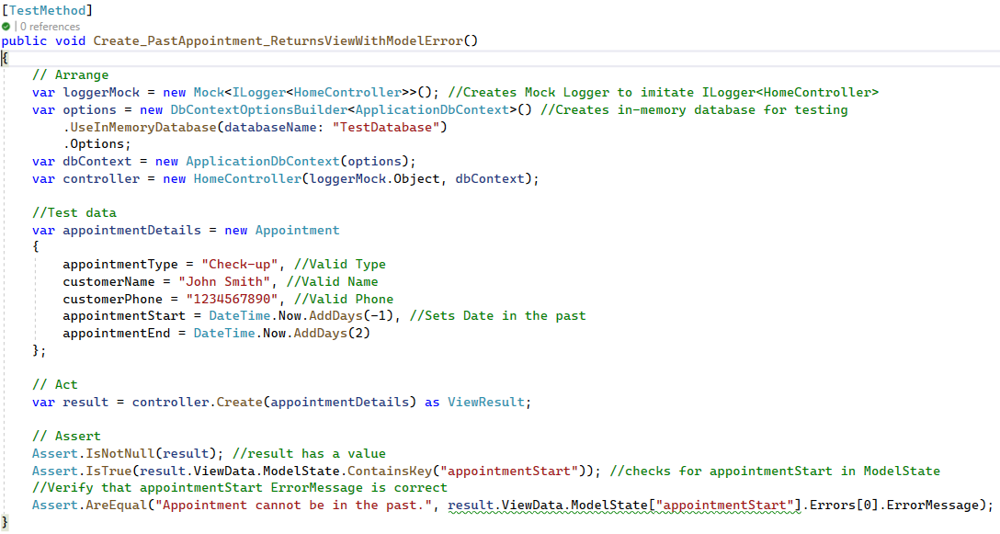 [TestMethod]
| 0 references
public void Create_PastAppointment_ReturnsViewWithModelError()
{
// Arrange
var loggerMock = new Mock<ILogger<HomeController>>(); //Creates Mock Logger to imitate ILogger<HomeController>
var options = new DbContextOptionsBuilder<ApplicationDbContext>() //Creates in-memory database for testing
.UseInMemoryDatabase(databaseName: "TestDatabase")
.Options;
var dbContext = new ApplicationDbContext(options);
var controller = new HomeController(loggerMock.Object, dbContext);
//Test data
var appointmentDetails = new Appointment
{
appointmentType = "Check-up", //Valid Type
customerName = "John Smith", //Valid Name
customerPhone = "1234567890", //Valid Phone
appointmentStart = DateTime.Now.AddDays(-1), //Sets Date in the past
appointmentEnd = DateTime.Now.AddDays(2)
};
// Act
var result = controller.Create(appointmentDetails) as ViewResult;
// Assert
Assert.IsNotNull(result); //result has a value
Assert.IsTrue(result.ViewData.ModelState.ContainsKey("appointmentStart")); //checks for appointmentStart in ModelState
//Verify that appointmentStart ErrorMessage is correct
Assert.AreEqual("Appointment cannot be in the past.", result.ViewData.ModelState["appointmentStart"].Errors[0].ErrorMessage);
}